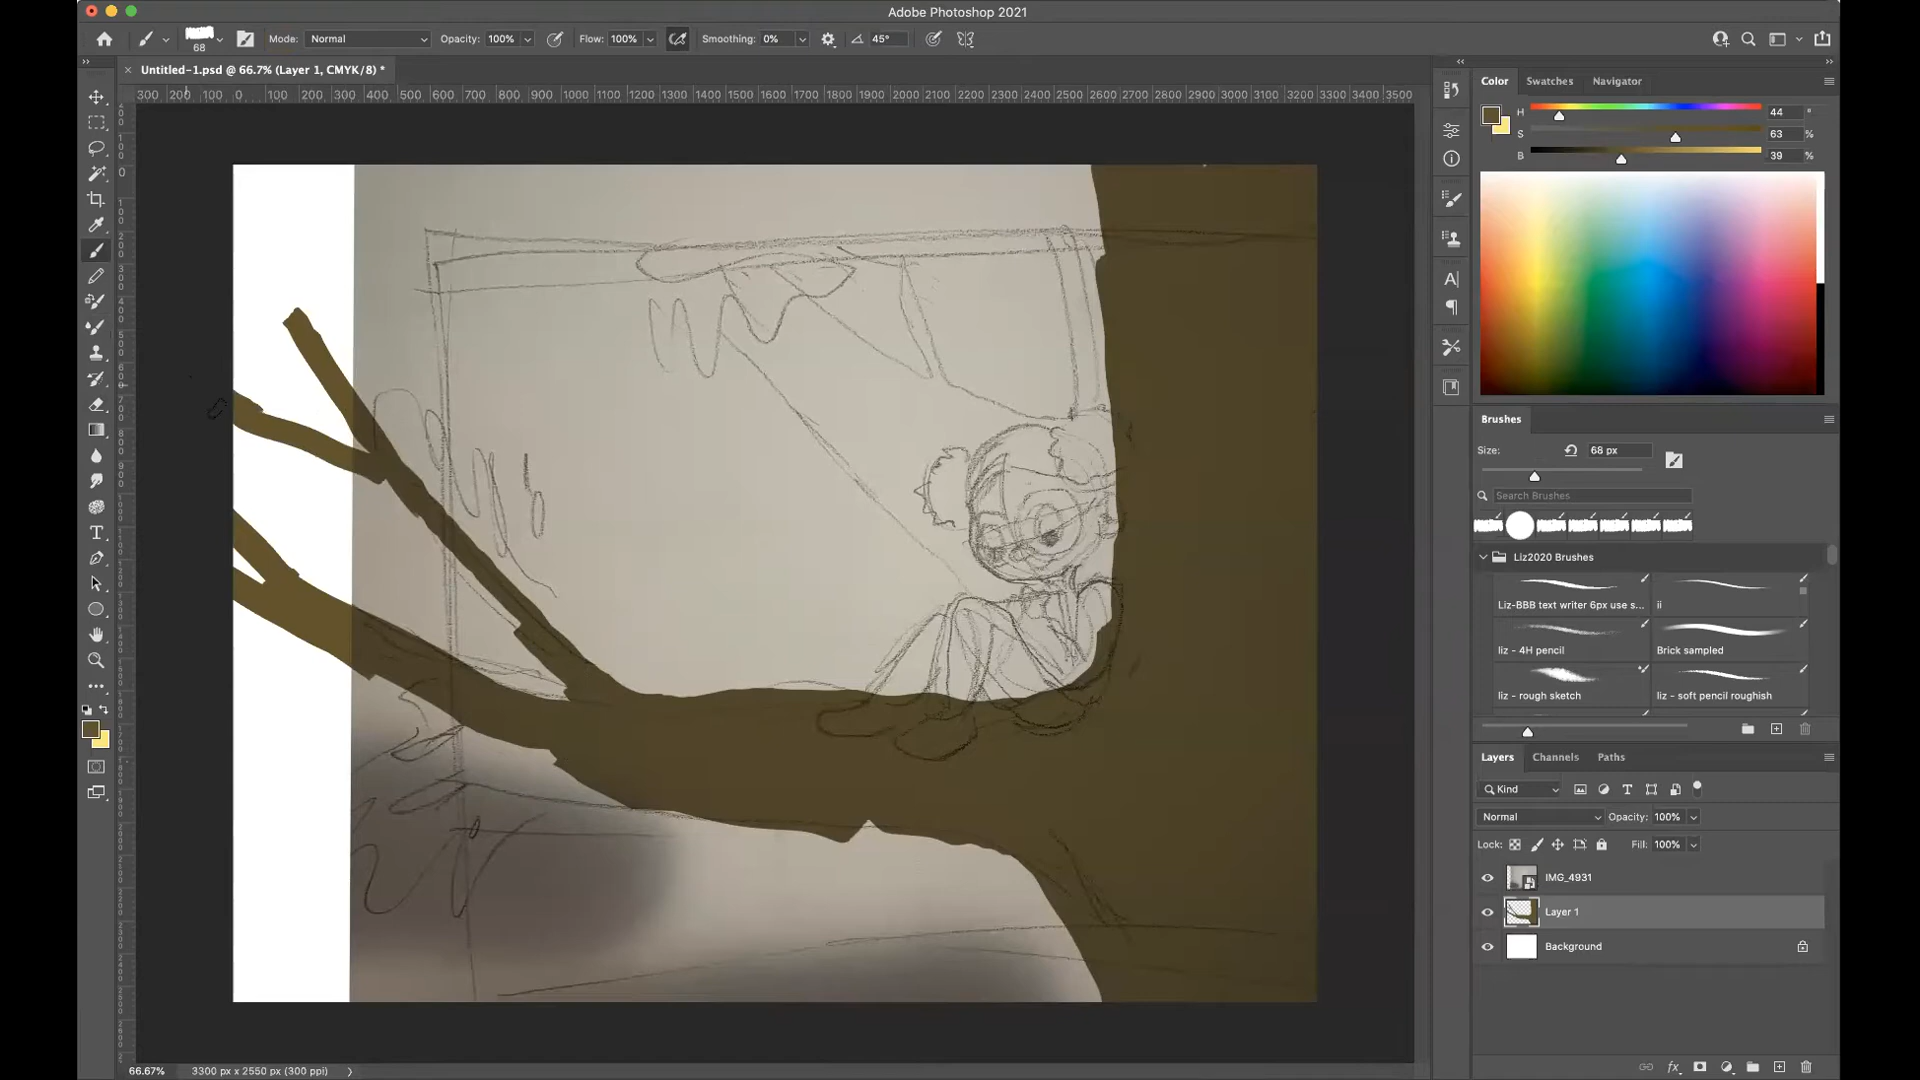 Adobe Photoshop 2021
68
Mode: Normal
Opacity: 100%
Flow: 100%
Smoothing: 0%
45°
Untitled-1.psd @ 66.7% (Layer 1, CMYK/8) *
300 200 100 0 100 200 300 400 500 600 700 800 900 1000 1100 1200 1300 1400 1500 1600 1700 1800 1900 2000 2100 2200 2300 2400 2500 2600 2700 2800 2900 3000 3100 3200 3300 3400 3500
Color Swatches Navigator
H 44 °
S 63 %
B 39 %
Brushes
Size: 68 px
Search Brushes
Liz2020 Brushes
Liz-BBB text writer 6px use s...
ii
liz - 4H pencil
Brick sampled
liz - rough sketch
liz - soft pencil roughish
Layers Channels Paths
Kind
Normal Opacity: 100%
Lock: Fill: 100%
IMG_4931
Layer 1
Background
66.67% 3300 px x 2550 px (300 ppi)